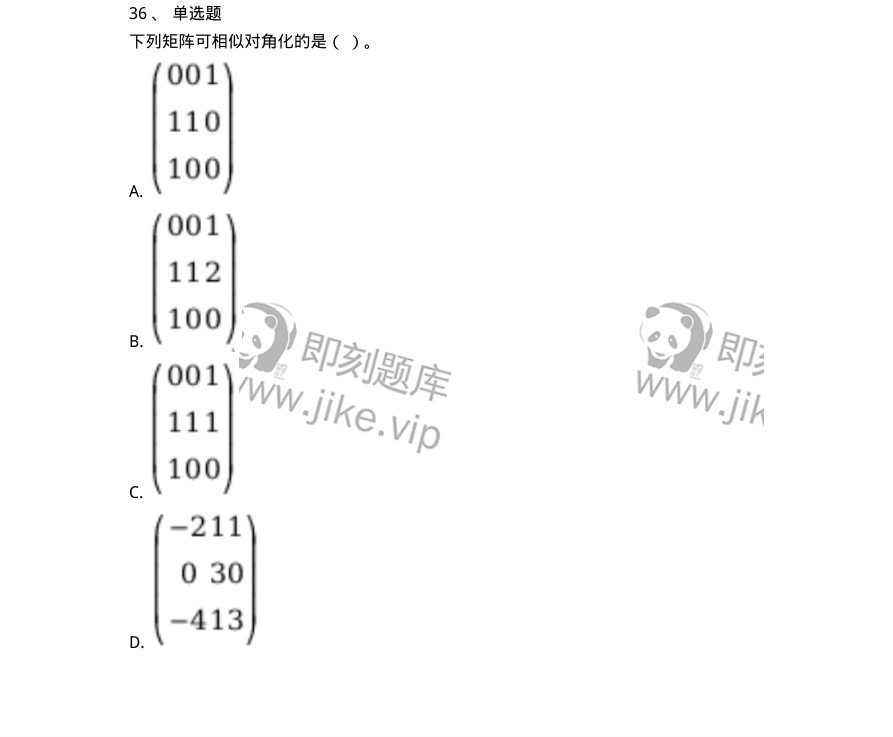 36 、 单选题
下列矩阵可相似对角化的是（ ）。
001
110
100
A.
001
112
100
B.
001
111
100
C.
−211
0 30
−413
D.
即刻题库
www.jike.vip
即
www.jik